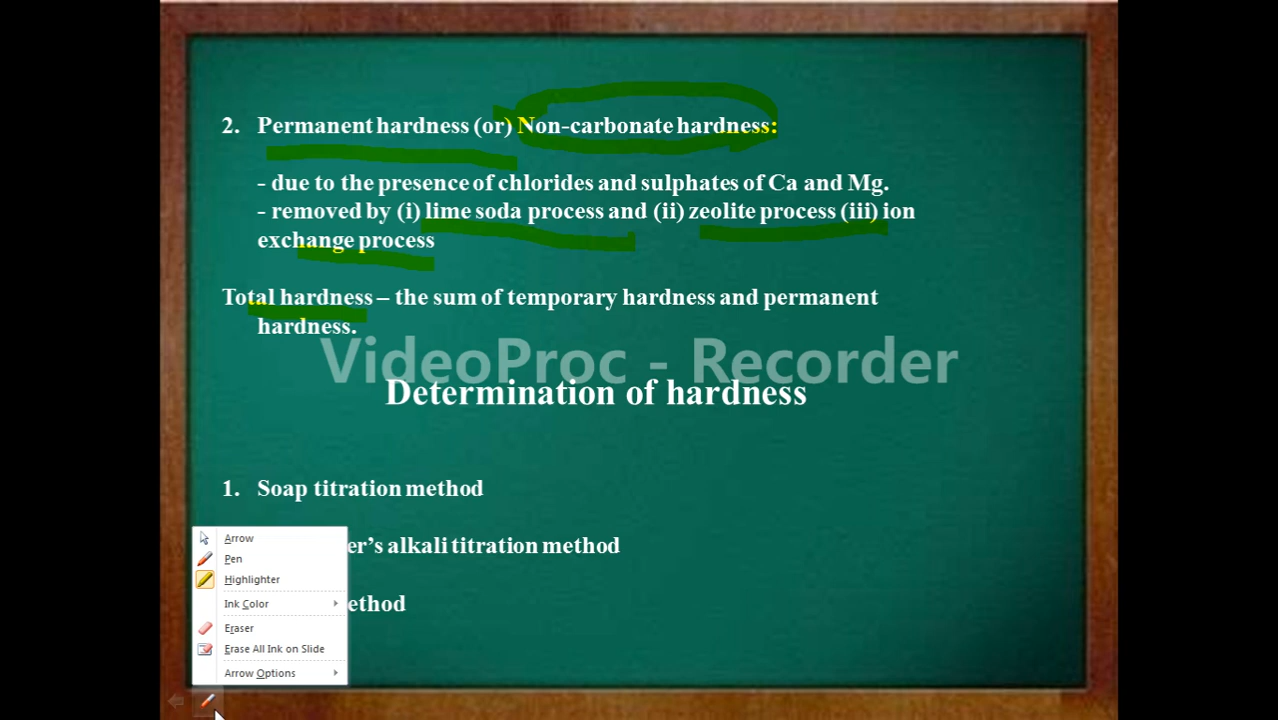 2. Permanent hardness (or) Non-carbonate hardness:
- due to the presence of chlorides and sulphates of Ca and Mg.
- removed by (i) lime soda process and (ii) zeolite process (iii) ion
exchange process
Total hardness – the sum of temporary hardness and permanent
hardness.
VideoProc - Recorder
Determination of hardness
1. Soap titration method
er’s alkali titration method
ethod
Arrow
Pen
Highlighter
Ink Color
Eraser
Erase All Ink on Slide
Arrow Options